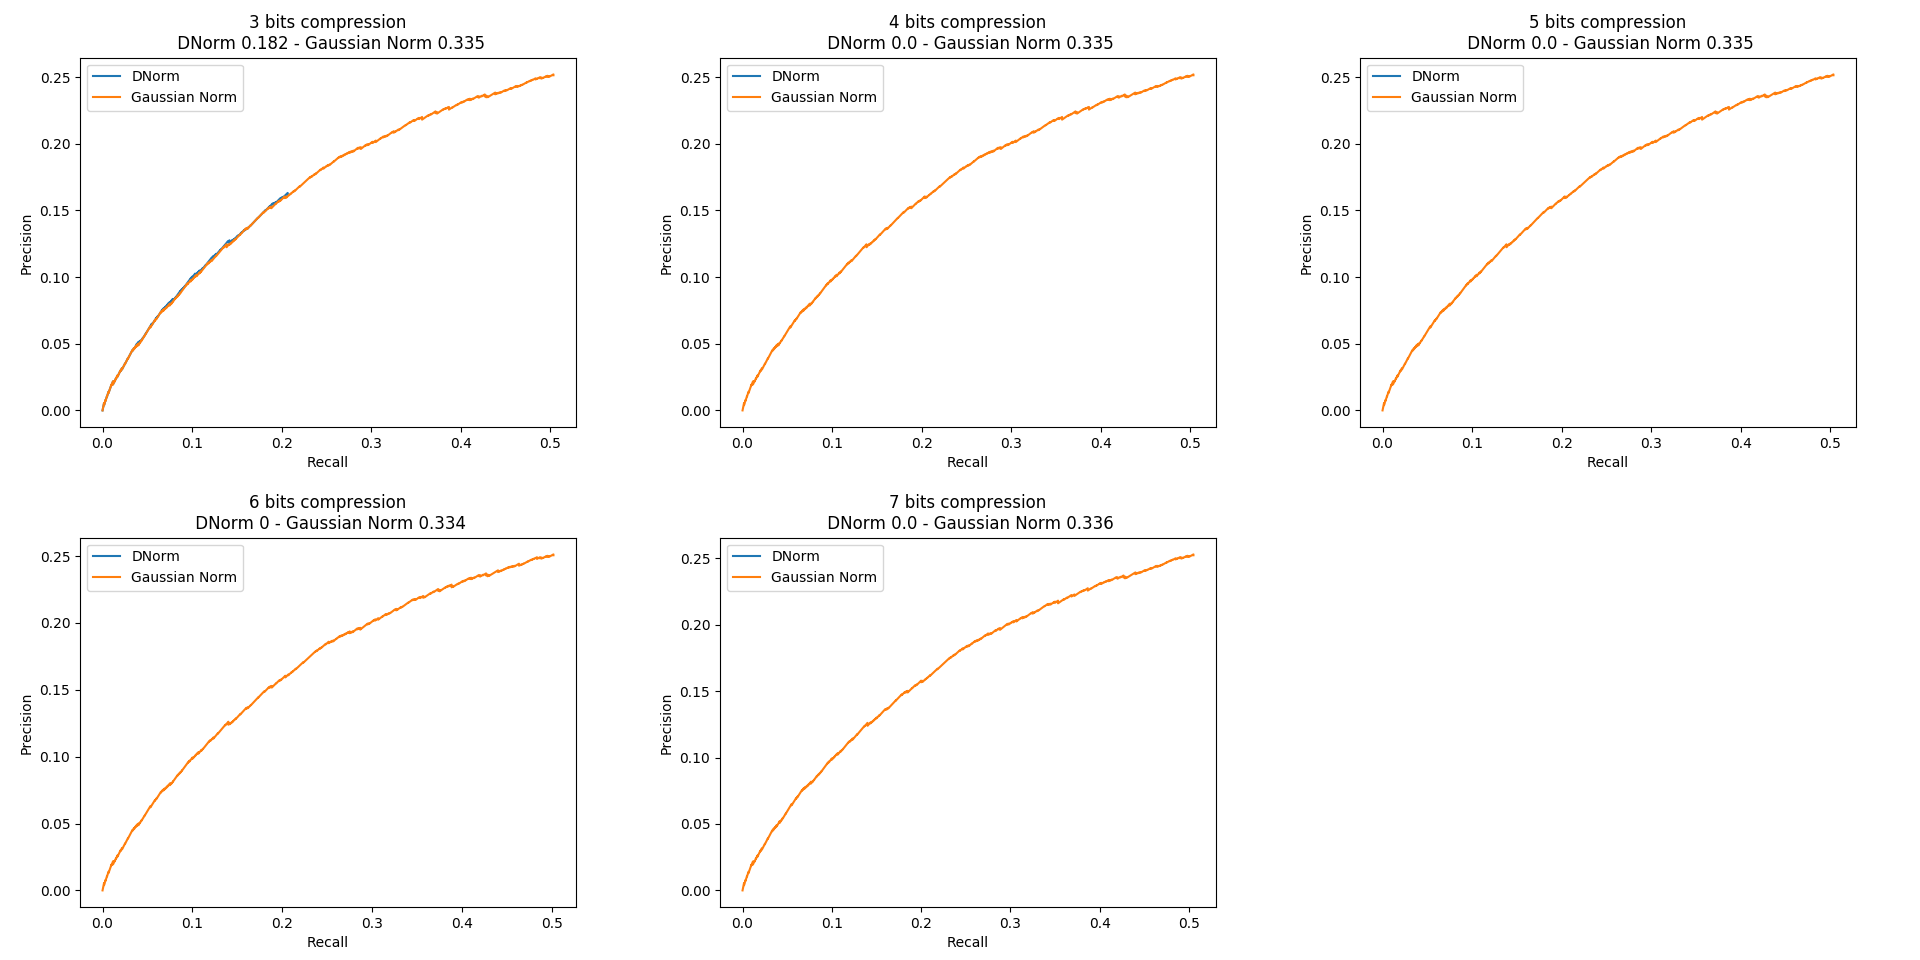 3 bits compression
DNorm 0.182 - Gaussian Norm 0.335
DNorm
Gaussian Norm
0.25
0.20
0.15
0.10
0.05
0.00
Precision
0.0 0.1 0.2 0.3 0.4 0.5
Recall
4 bits compression
DNorm 0.0 - Gaussian Norm 0.335
DNorm
Gaussian Norm
0.25
0.20
0.15
0.10
0.05
0.00
Precision
0.0 0.1 0.2 0.3 0.4 0.5
Recall
5 bits compression
DNorm 0.0 - Gaussian Norm 0.335
DNorm
Gaussian Norm
0.25
0.20
0.15
0.10
0.05
0.00
Precision
0.0 0.1 0.2 0.3 0.4 0.5
Recall
6 bits compression
DNorm 0 - Gaussian Norm 0.334
DNorm
Gaussian Norm
0.25
0.20
0.15
0.10
0.05
0.00
Precision
0.0 0.1 0.2 0.3 0.4 0.5
Recall
7 bits compression
DNorm 0.0 - Gaussian Norm 0.336
DNorm
Gaussian Norm
0.25
0.20
0.15
0.10
0.05
0.00
Precision
0.0 0.1 0.2 0.3 0.4 0.5
Recall